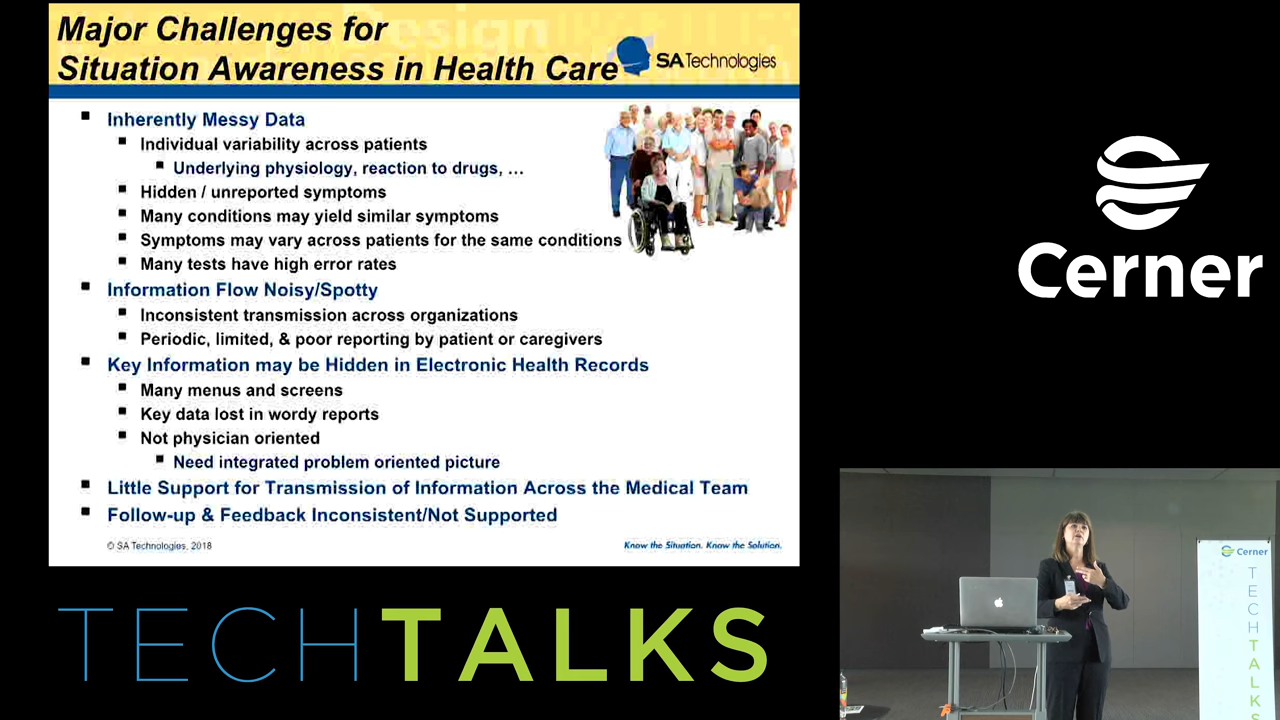 Major Challenges for
Situation Awareness in Health Care
SA Technologies
Inherently Messy Data
Individual variability across patients
Underlying physiology, reaction to drugs, …
Hidden / unreported symptoms
Many conditions may yield similar symptoms
Symptoms may vary across patients for the same conditions
Many tests have high error rates
Information Flow Noisy/Spotty
Inconsistent transmission across organizations
Periodic, limited, & poor reporting by patient or caregivers
Key Information may be Hidden in Electronic Health Records
Many menus and screens
Key data lost in wordy reports
Not physician oriented
Need integrated problem oriented picture
Little Support for Transmission of Information Across the Medical Team
Follow-up & Feedback Inconsistent/Not Supported
© SA Technologies, 2018
Know the Situation. Know the Solution.
Cerner
TECHTALKS
Cerner
TECHTALKS